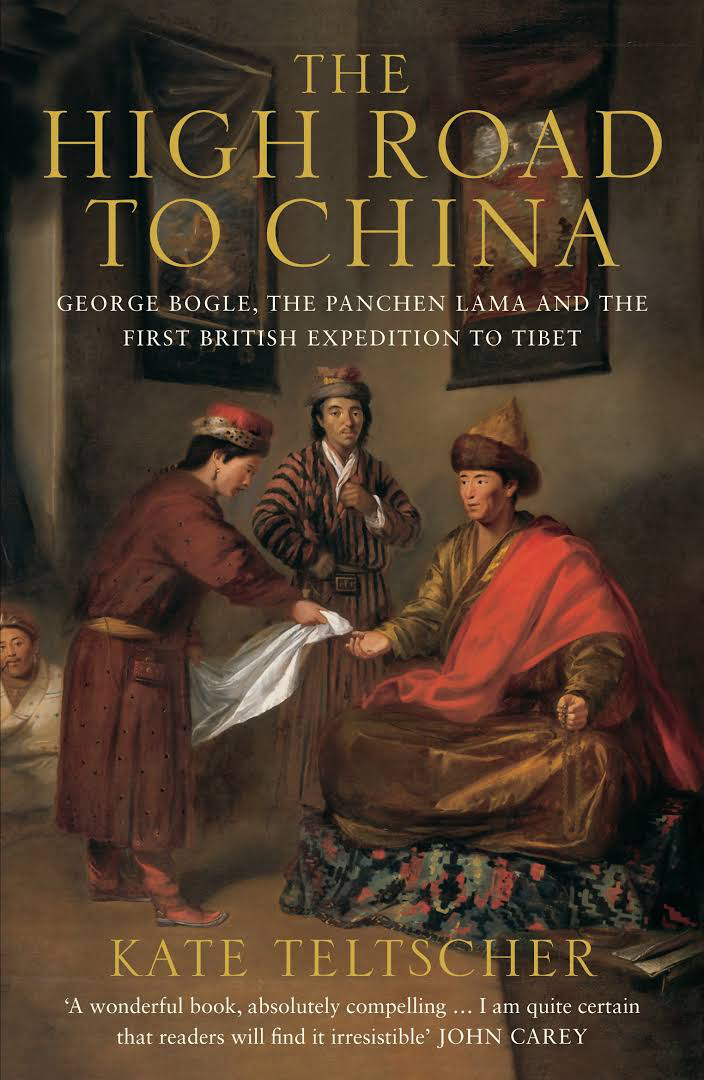 THE
HIGH ROAD
TO CHINA
GEORGE BOGLE, THE PANCHEN LAMA AND THE
FIRST BRITISH EXPEDITION TO TIBET
KATE TELTSCHER
‘A wonderful book, absolutely compelling … I am quite certain
that readers will find it irresistible’ JOHN CAREY